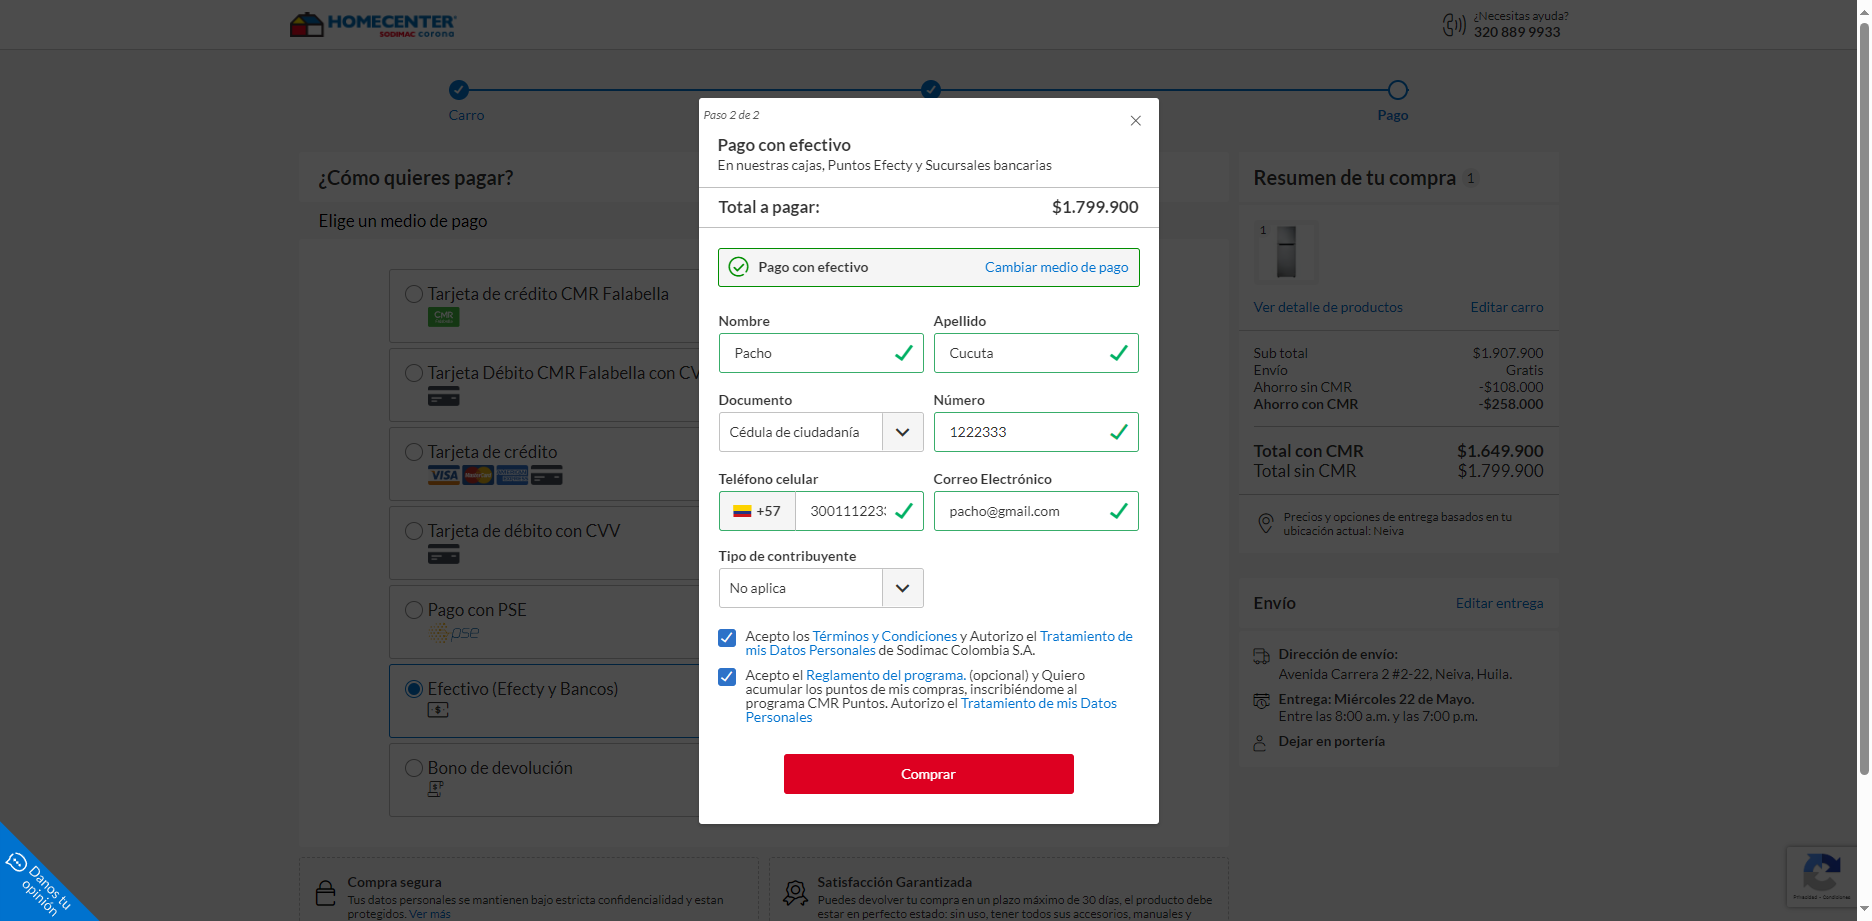 HOMECENTER
SODIMAC corona
¿Necesitas ayuda?
320 889 9933
Carro
Pago
¿Cómo quieres pagar?
Elige un medio de pago
Tarjeta de crédito CMR Falabella
CMR
Tarjeta Débito CMR Falabella con CV
Tarjeta de crédito
VISA
Tarjeta de débito con CVV
Pago con PSE
pse
Efectivo (Efecty y Bancos)
Bono de devolución
Paso 2 de 2
Pago con efectivo
En nuestras cajas, Puntos Efecty y Sucursales bancarias
Total a pagar: $1.799.900
Pago con efectivo Cambiar medio de pago
Nombre Apellido
Pacho Cucuta
Documento Número
Cédula de ciudadanía 1222333
Teléfono celular Correo Electrónico
+57 300111223 pacho@gmail.com
Tipo de contribuyente
No aplica
Acepto los Términos y Condiciones y Autorizo el Tratamiento de
mis Datos Personales de Sodimac Colombia S.A.
Acepto el Reglamento del programa. (opcional) y Quiero
acumular los puntos de mis compras, inscribiéndome al
programa CMR Puntos. Autorizo el Tratamiento de mis Datos
Personales
Comprar
Resumen de tu compra 1
1
Ver detalle de productos Editar carro
Sub total $1.907.900
Envío Gratis
Ahorro sin CMR -$108.000
Ahorro con CMR -$258.000
Total con CMR $1.649.900
Total sin CMR $1.799.900
Precios y opciones de entrega basados en tu
ubicación actual: Neiva
Envío Editar entrega
Dirección de envío:
Avenida Carrera 2 #2-22, Neiva, Huila.
Entrega: Miércoles 22 de Mayo.
Entre las 8:00 a.m. y las 7:00 p.m.
Dejar en portería
Compra segura
Tus datos personales se mantienen bajo estricta confidencialidad y estan
protegidos. Ver más
Satisfacción Garantizada
Puedes devolver tu compra en un plazo máximo de 30 días, el producto debe
estar en perfecto estado: sin uso, tener todos sus accesorios, manuales y
Danos tu
opinión
Privacidad - Condiciones